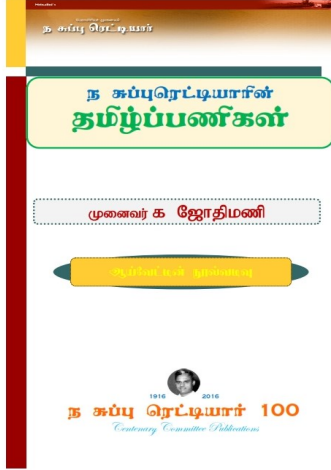 ந சுப்பு ரெட்டியார்
ந சுப்புரெட்டியாரின்
தமிழ்ப்பணிகள்
முனைவர் க ஜோதிமணி
1916 2016
ந சுப்பு ரெட்டியார் 100
Centenary Committee Publications